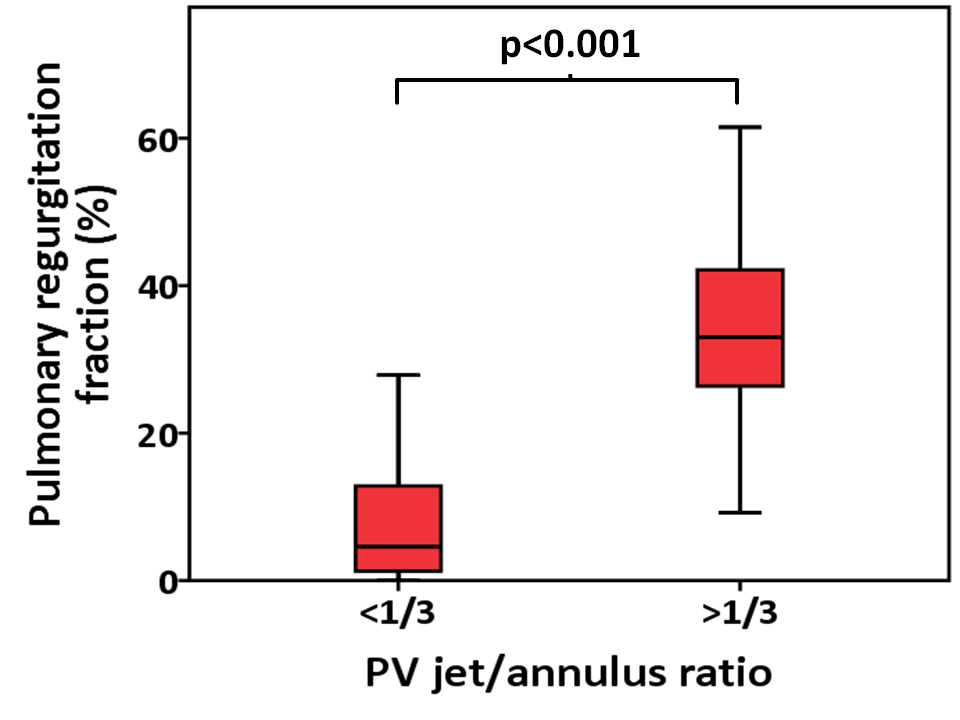 p<0.001
Pulmonary regurgitation
fraction (%)
60
40
20
0
<1/3
>1/3
PV jet/annulus ratio